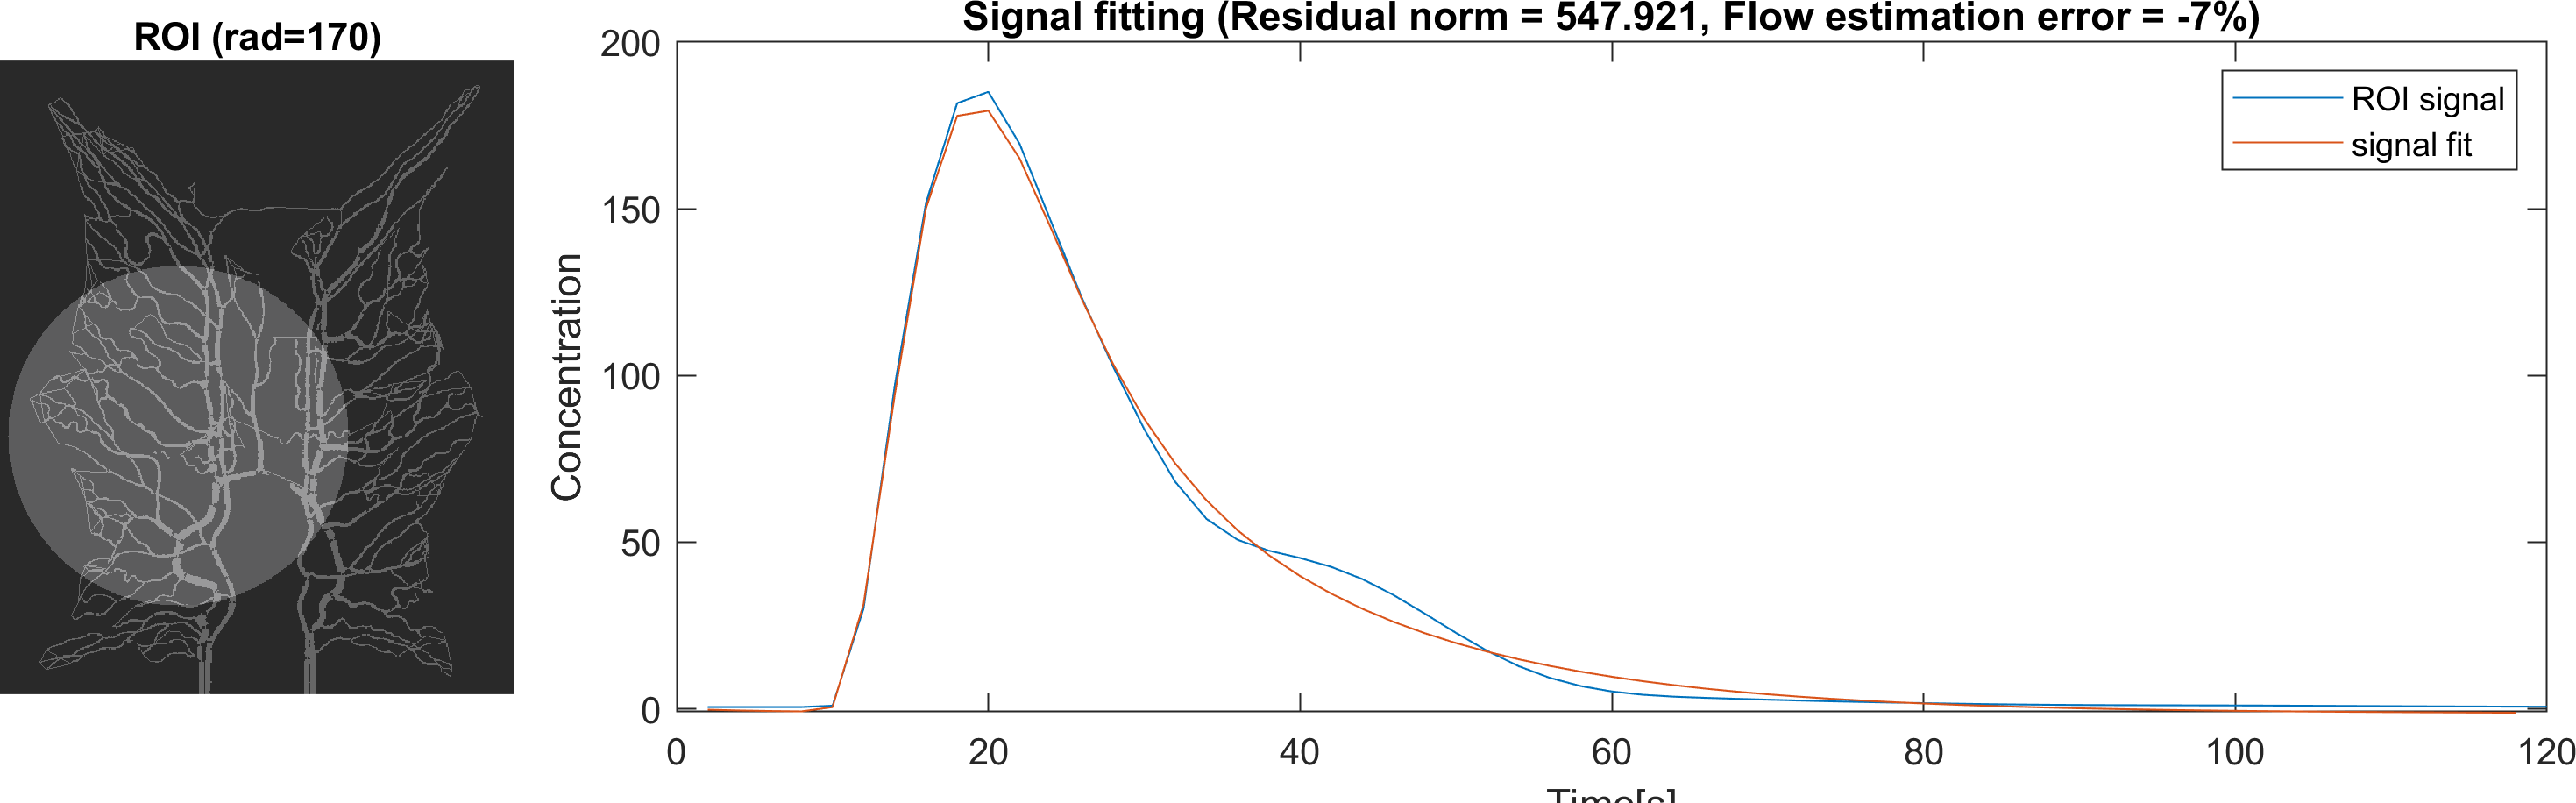 ROI (rad=170)
Signal fitting (Residual norm = 547.921, Flow estimation error = -7%)
200
150
100
50
0
Concentration
ROI signal
signal fit
0 20 40 60 80 100 120
Time[s]